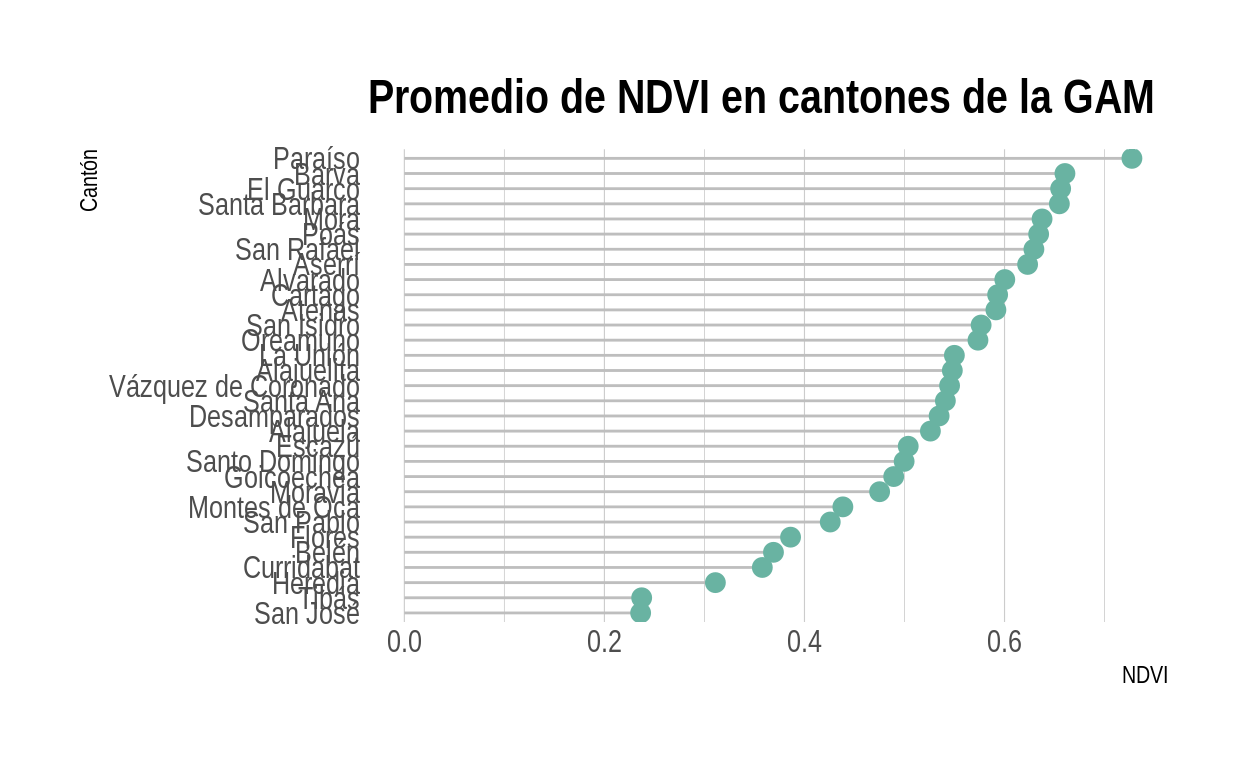 Promedio de NDVI en cantones de la GAM
Cantón
Paraíso
Barva
El Guarco
Santa Bárbara
Mora
Poás
San Rafael
Aserrí
Alvarado
Cartago
Atenas
San Isidro
Oreamuno
La Unión
Alajuelita
Vázquez de Coronado
Santa Ana
Desamparados
Alajuela
Escazú
Santo Domingo
Goicoechea
Moravia
Montes de Oca
San Pablo
Flores
Belén
Curridabat
Heredia
Tibás
San José
0.0 0.2 0.4 0.6
NDVI